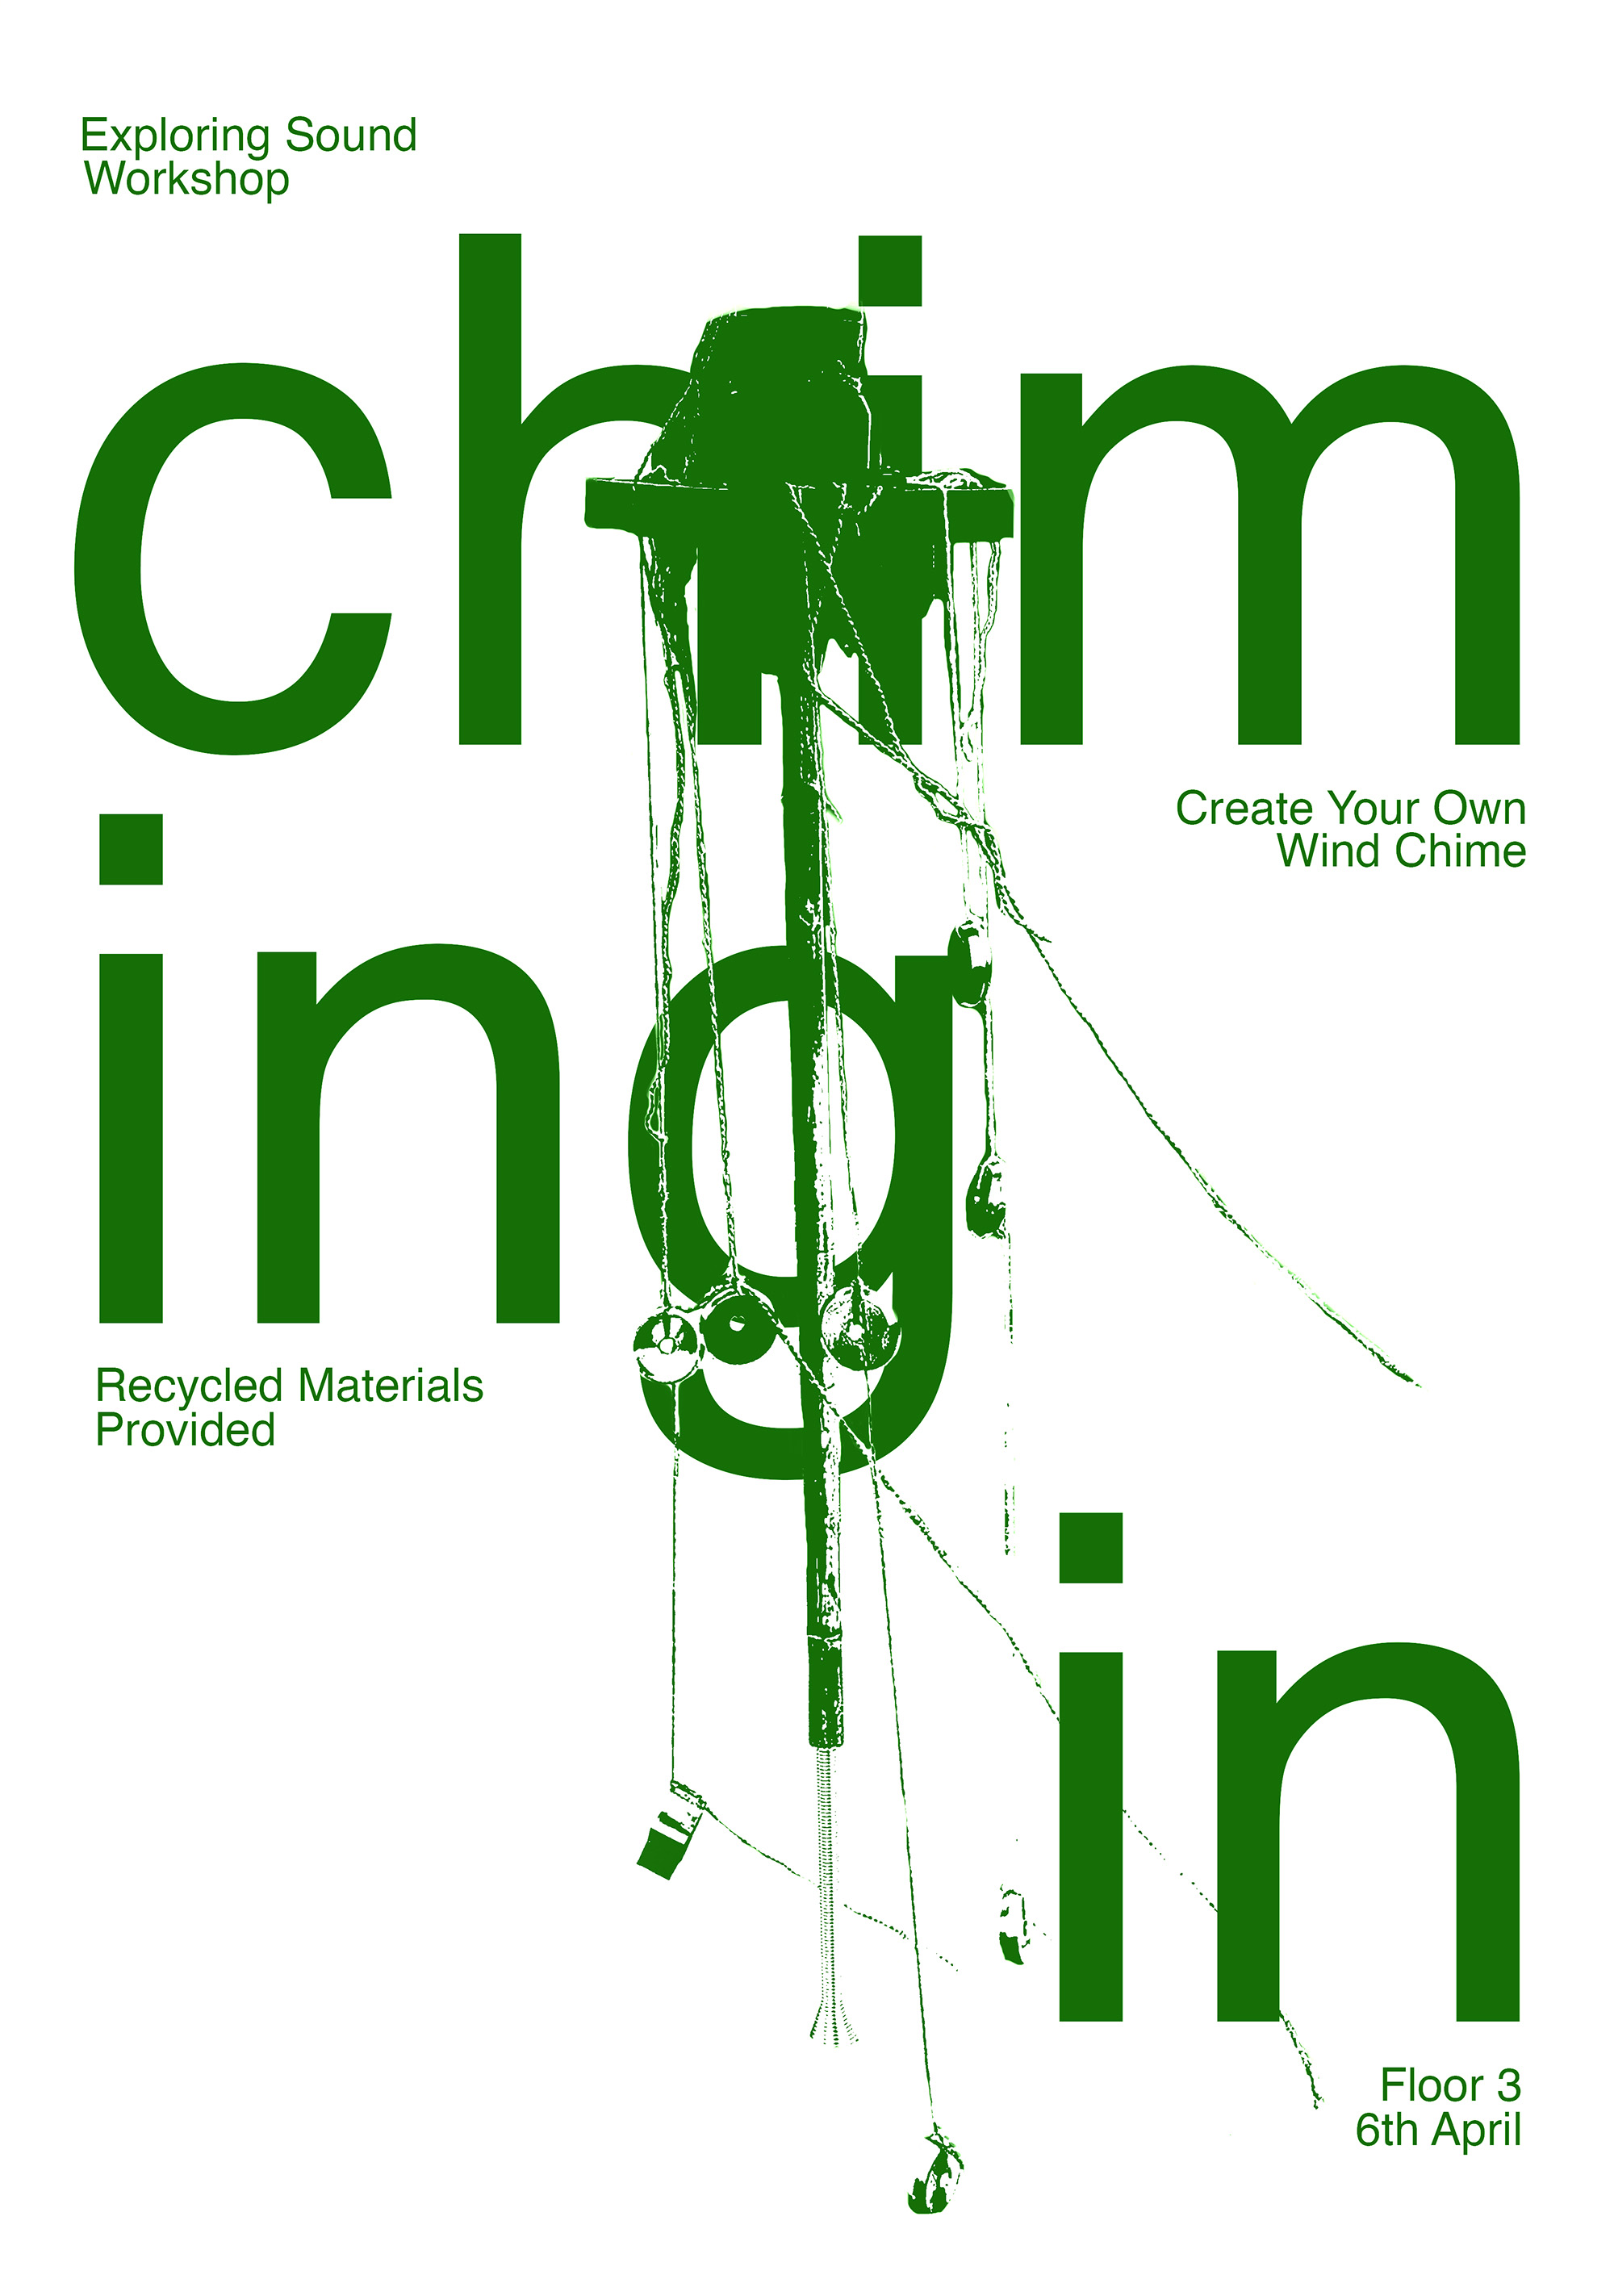 Exploring Sound
Workshop
chim
Create Your Own
Wind Chime
ing
Recycled Materials
Provided
in
Floor 3
6th April